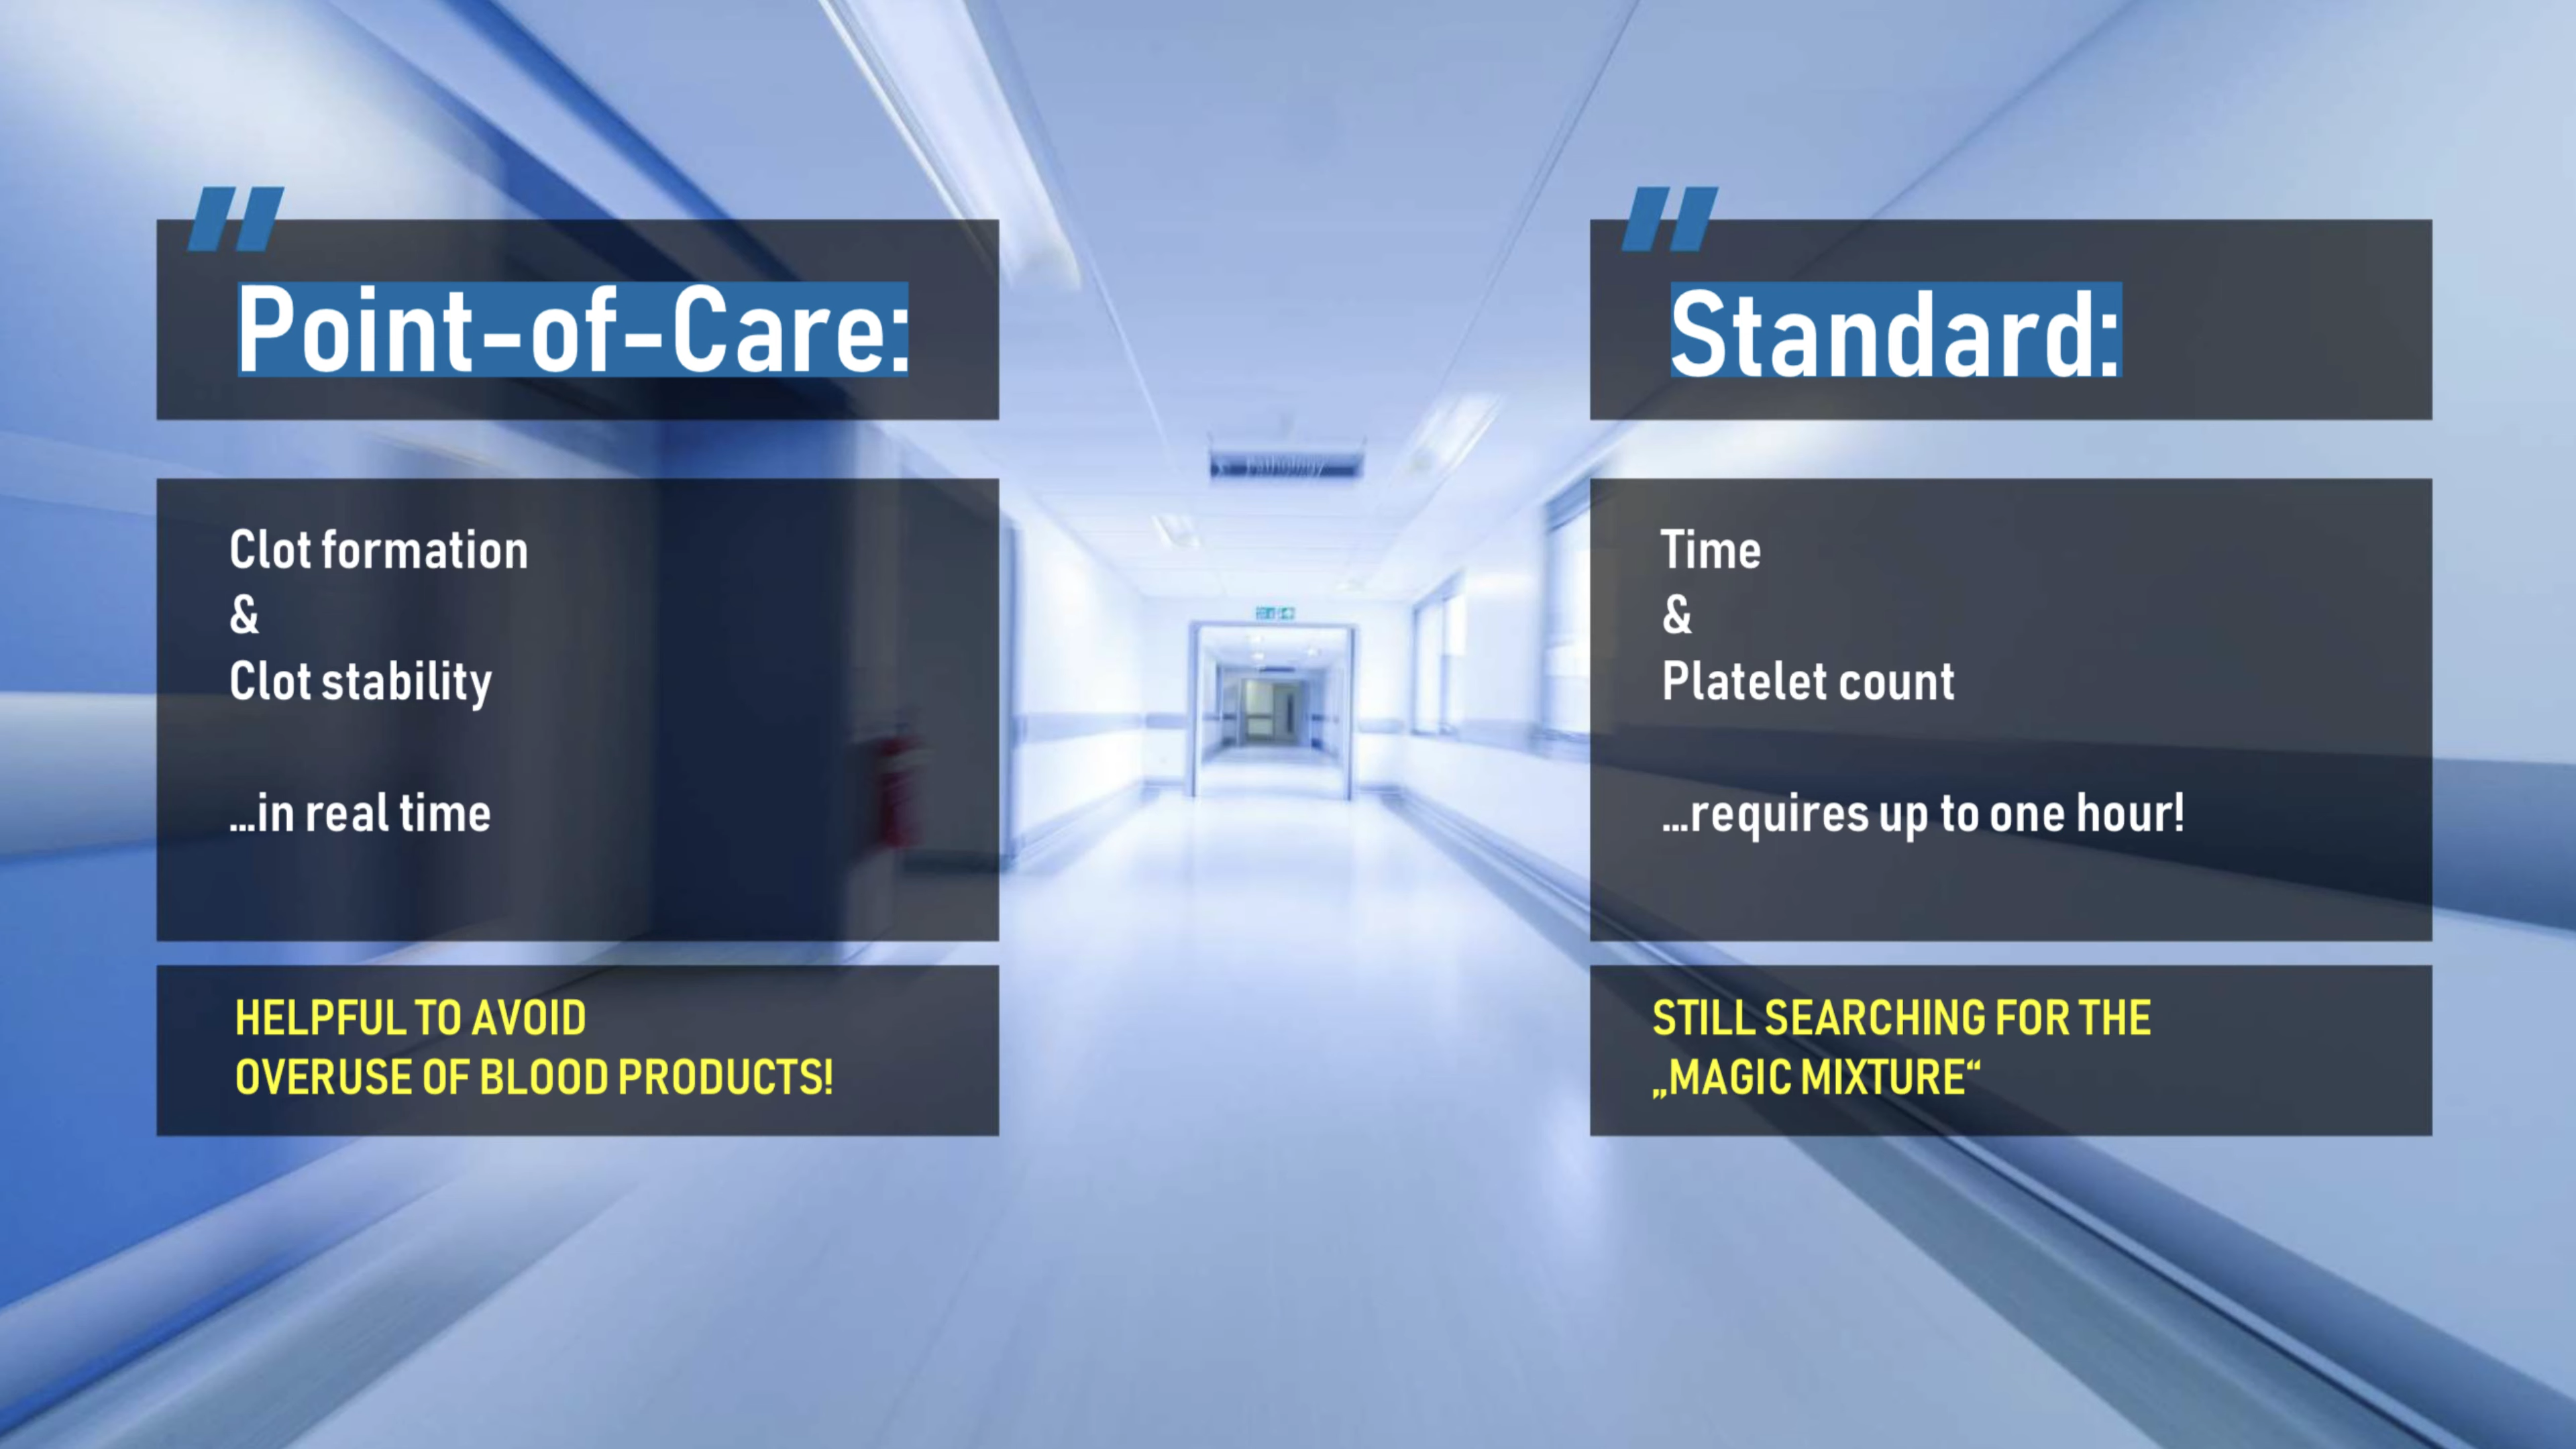 Point-of-Care:
Clot formation
&
Clot stability
...in real time
HELPFUL TO AVOID
OVERUSE OF BLOOD PRODUCTS!
Standard:
Time
&
Platelet count
...requires up to one hour!
STILL SEARCHING FOR THE
„MAGIC MIXTURE“